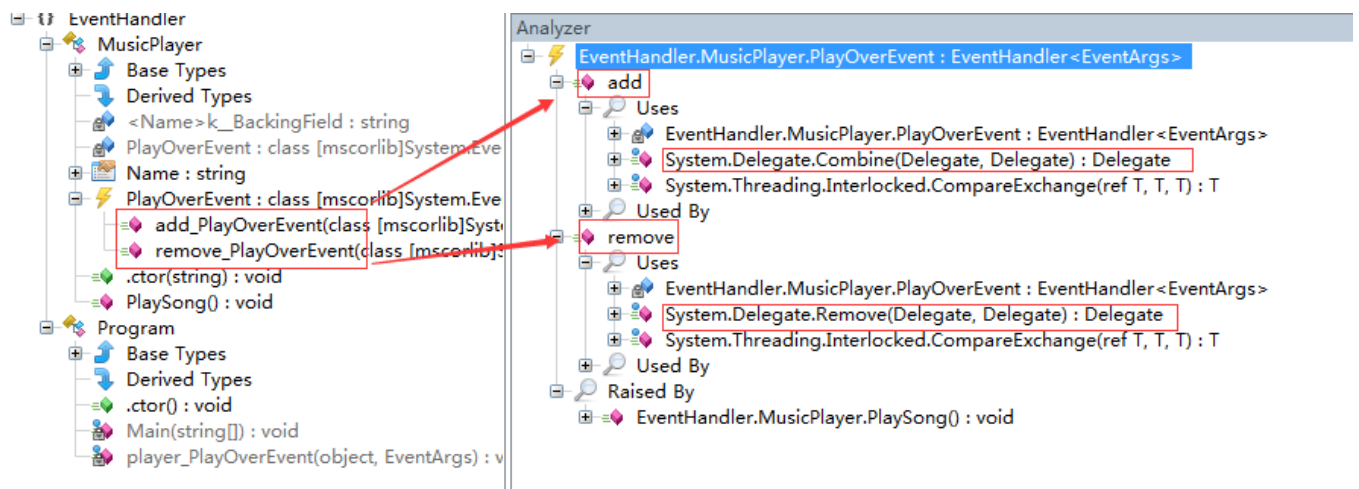 {} EventHandler
MusicPlayer
Base Types
Derived Types
<Name>k__BackingField : string
PlayOverEvent : class [mscorlib]System.Eve
Name : string
PlayOverEvent : class [mscorlib]System.Eve
add_PlayOverEvent(class [mscorlib]Syst
remove_PlayOverEvent(class [mscorlib]S
.ctor(string) : void
PlaySong() : void
Program
Base Types
Derived Types
.ctor() : void
Main(string[]) : void
player_PlayOverEvent(object, EventArgs) : v
Analyzer
EventHandler.MusicPlayer.PlayOverEvent : EventHandler<EventArgs>
add
Uses
EventHandler.MusicPlayer.PlayOverEvent : EventHandler<EventArgs>
System.Delegate.Combine(Delegate, Delegate) : Delegate
System.Threading.Interlocked.CompareExchange(ref T, T, T) : T
Used By
remove
Uses
EventHandler.MusicPlayer.PlayOverEvent : EventHandler<EventArgs>
System.Delegate.Remove(Delegate, Delegate) : Delegate
System.Threading.Interlocked.CompareExchange(ref T, T, T) : T
Used By
Raised By
EventHandler.MusicPlayer.PlaySong() : void